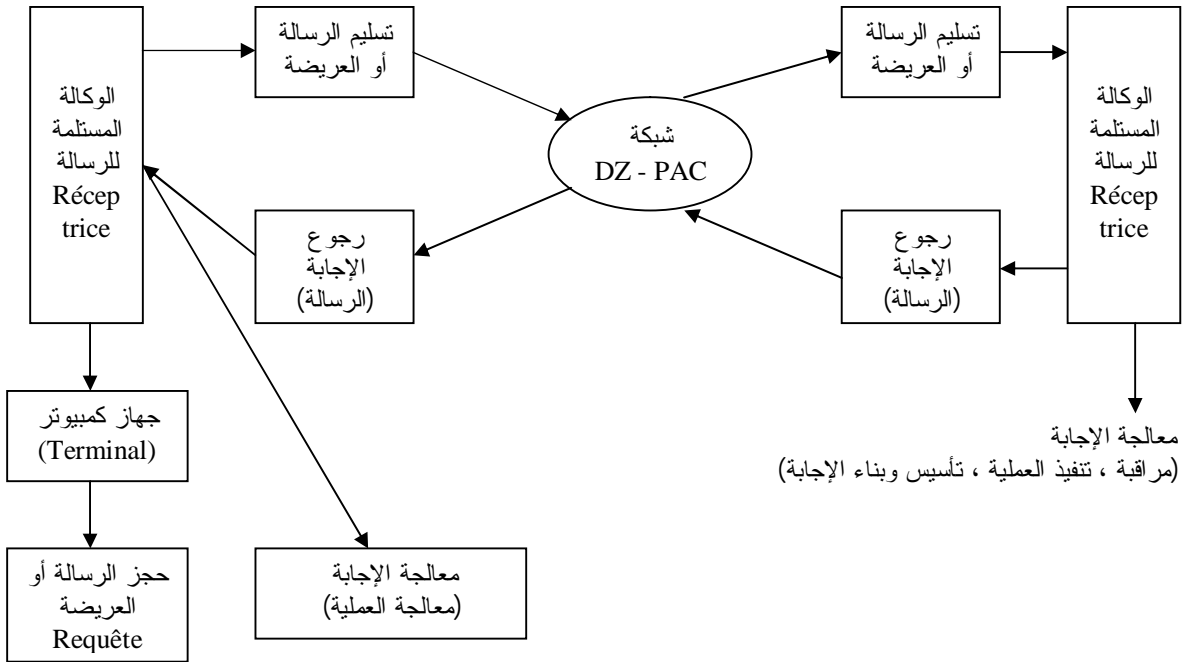 الوكالة
المستلمة
للرسالة
Récep
trice
تسليم الرسالة
أو العريضة
شبكة
DZ - PAC
تسليم الرسالة
أو العريضة
الوكالة
المستلمة
للرسالة
Récep
trice
رجوع
الإجابة
(الرسالة)
رجوع
الإجابة
(الرسالة)
جهاز كمبيوتر
(Terminal)
معالجة الإجابة
(مراقبة ، تنفيذ العملية ، تأسيس وبناء الإجابة)
حجز الرسالة أو
العريضة
Requête
معالجة الإجابة
(معالجة العملية)